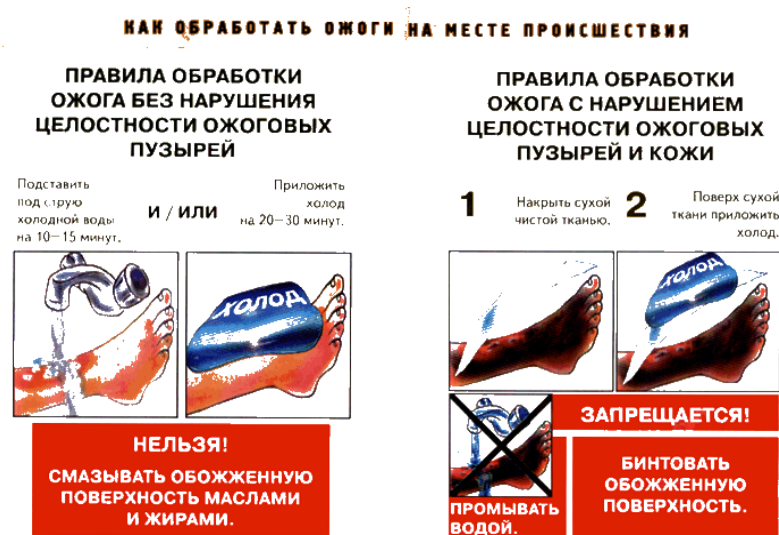 КАК ОБРАБОТАТЬ ОЖОГИ НА МЕСТЕ ПРОИСШЕСТВИЯ
ПРАВИЛА ОБРАБОТКИ
ОЖОГА БЕЗ НАРУШЕНИЯ
ЦЕЛОСТНОСТИ ОЖОГОВЫХ
ПУЗЫРЕЙ
Подставить
под струю
холодной воды
на 10–15 минут.
И / ИЛИ
Приложить
холод
на 20–30 минут.
ХОЛОД
НЕЛЬЗЯ!
СМАЗЫВАТЬ ОБОЖЖЕННУЮ
ПОВЕРХНОСТЬ МАСЛАМИ
И ЖИРАМИ.
ПРАВИЛА ОБРАБОТКИ
ОЖОГА С НАРУШЕНИЕМ
ЦЕЛОСТНОСТИ ОЖОГОВЫХ
ПУЗЫРЕЙ И КОЖИ
1
Накрыть сухой
чистой тканью.
2
Поверх сухой
ткани приложить
холод.
ХОЛОД
ЗАПРЕЩАЕТСЯ!
ПРОМЫВАТЬ
ВОДОЙ.
БИНТОВАТЬ
ОБОЖЖЕННУЮ
ПОВЕРХНОСТЬ.